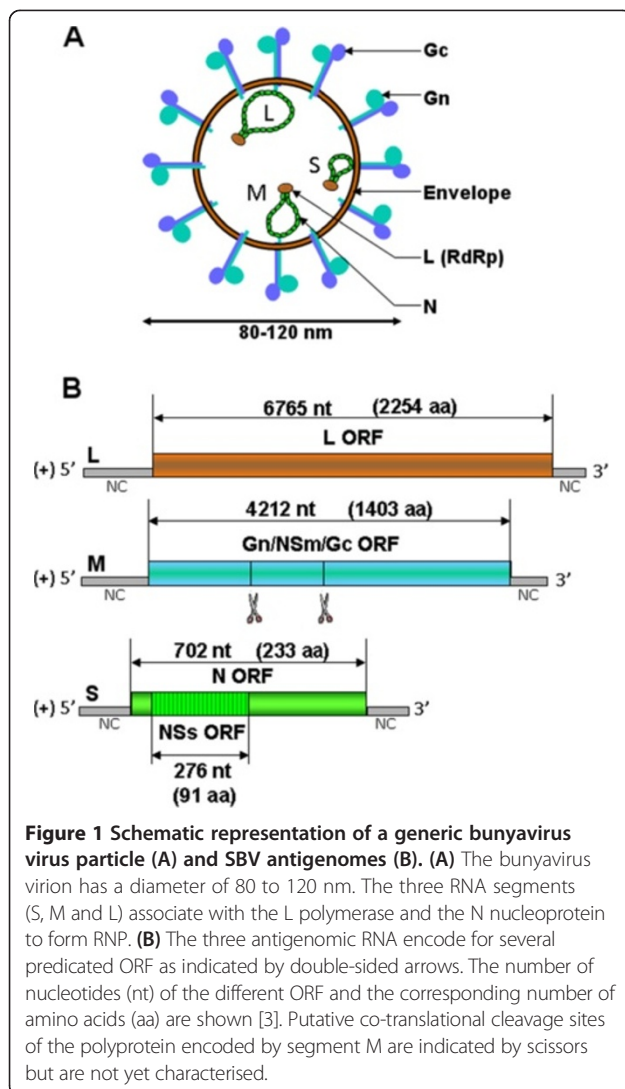 A
Gc
Gn
Envelope
L (RdRp)
N
L
S
M
80-120 nm
B
6765 nt (2254 aa)
L ORF
L
(+) 5’ 3’
NC NC
4212 nt (1403 aa)
Gn/NSm/Gc ORF
M
(+) 5’ 3’
NC NC
702 nt (233 aa)
N ORF
S
(+) 5’ 3’
NC NC
NSs ORF
276 nt
(91 aa)
Figure 1 Schematic representation of a generic bunyavirus
virus particle (A) and SBV antigenomes (B). (A) The bunyavirus
virion has a diameter of 80 to 120 nm. The three RNA segments
(S, M and L) associate with the L polymerase and the N nucleoprotein
to form RNP. (B) The three antigenomic RNA encode for several
predicated ORF as indicated by double-sided arrows. The number of
nucleotides (nt) of the different ORF and the corresponding number of
amino acids (aa) are shown [3]. Putative co-translational cleavage sites
of the polyprotein encoded by segment M are indicated by scissors
but are not yet characterised.